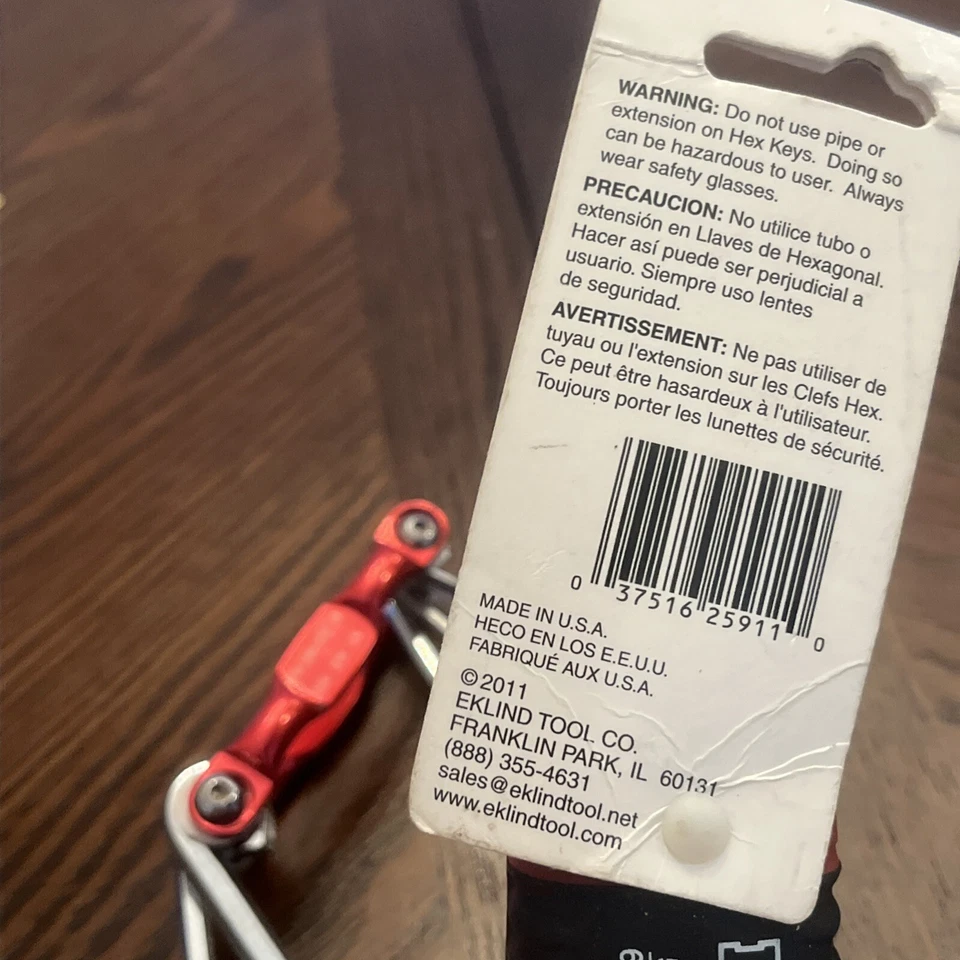 WARNING: Do not use pipe or
extension on Hex Keys. Doing so
can be hazardous to user. Always
wear safety glasses.
PRECAUCION: No utilice tubo o
extensión en Llaves de Hexagonal.
Hacer así puede ser perjudicial a
usuario. Siempre uso lentes
de seguridad.
AVERTISSEMENT: Ne pas utiliser de
tuyau ou l'extension sur les Clefs Hex.
Ce peut être hasardeux à l'utilisateur.
Toujours porter les lunettes de sécurité.
0 37516 25911 0
MADE IN U.S.A.
HECO EN LOS E.E.U.U.
FABRIQUÉ AUX U.S.A.
©2011
EKLIND TOOL CO.
FRANKLIN PARK, IL 60131
(888) 355-4631
sales@eklindtool.net
www.eklindtool.com